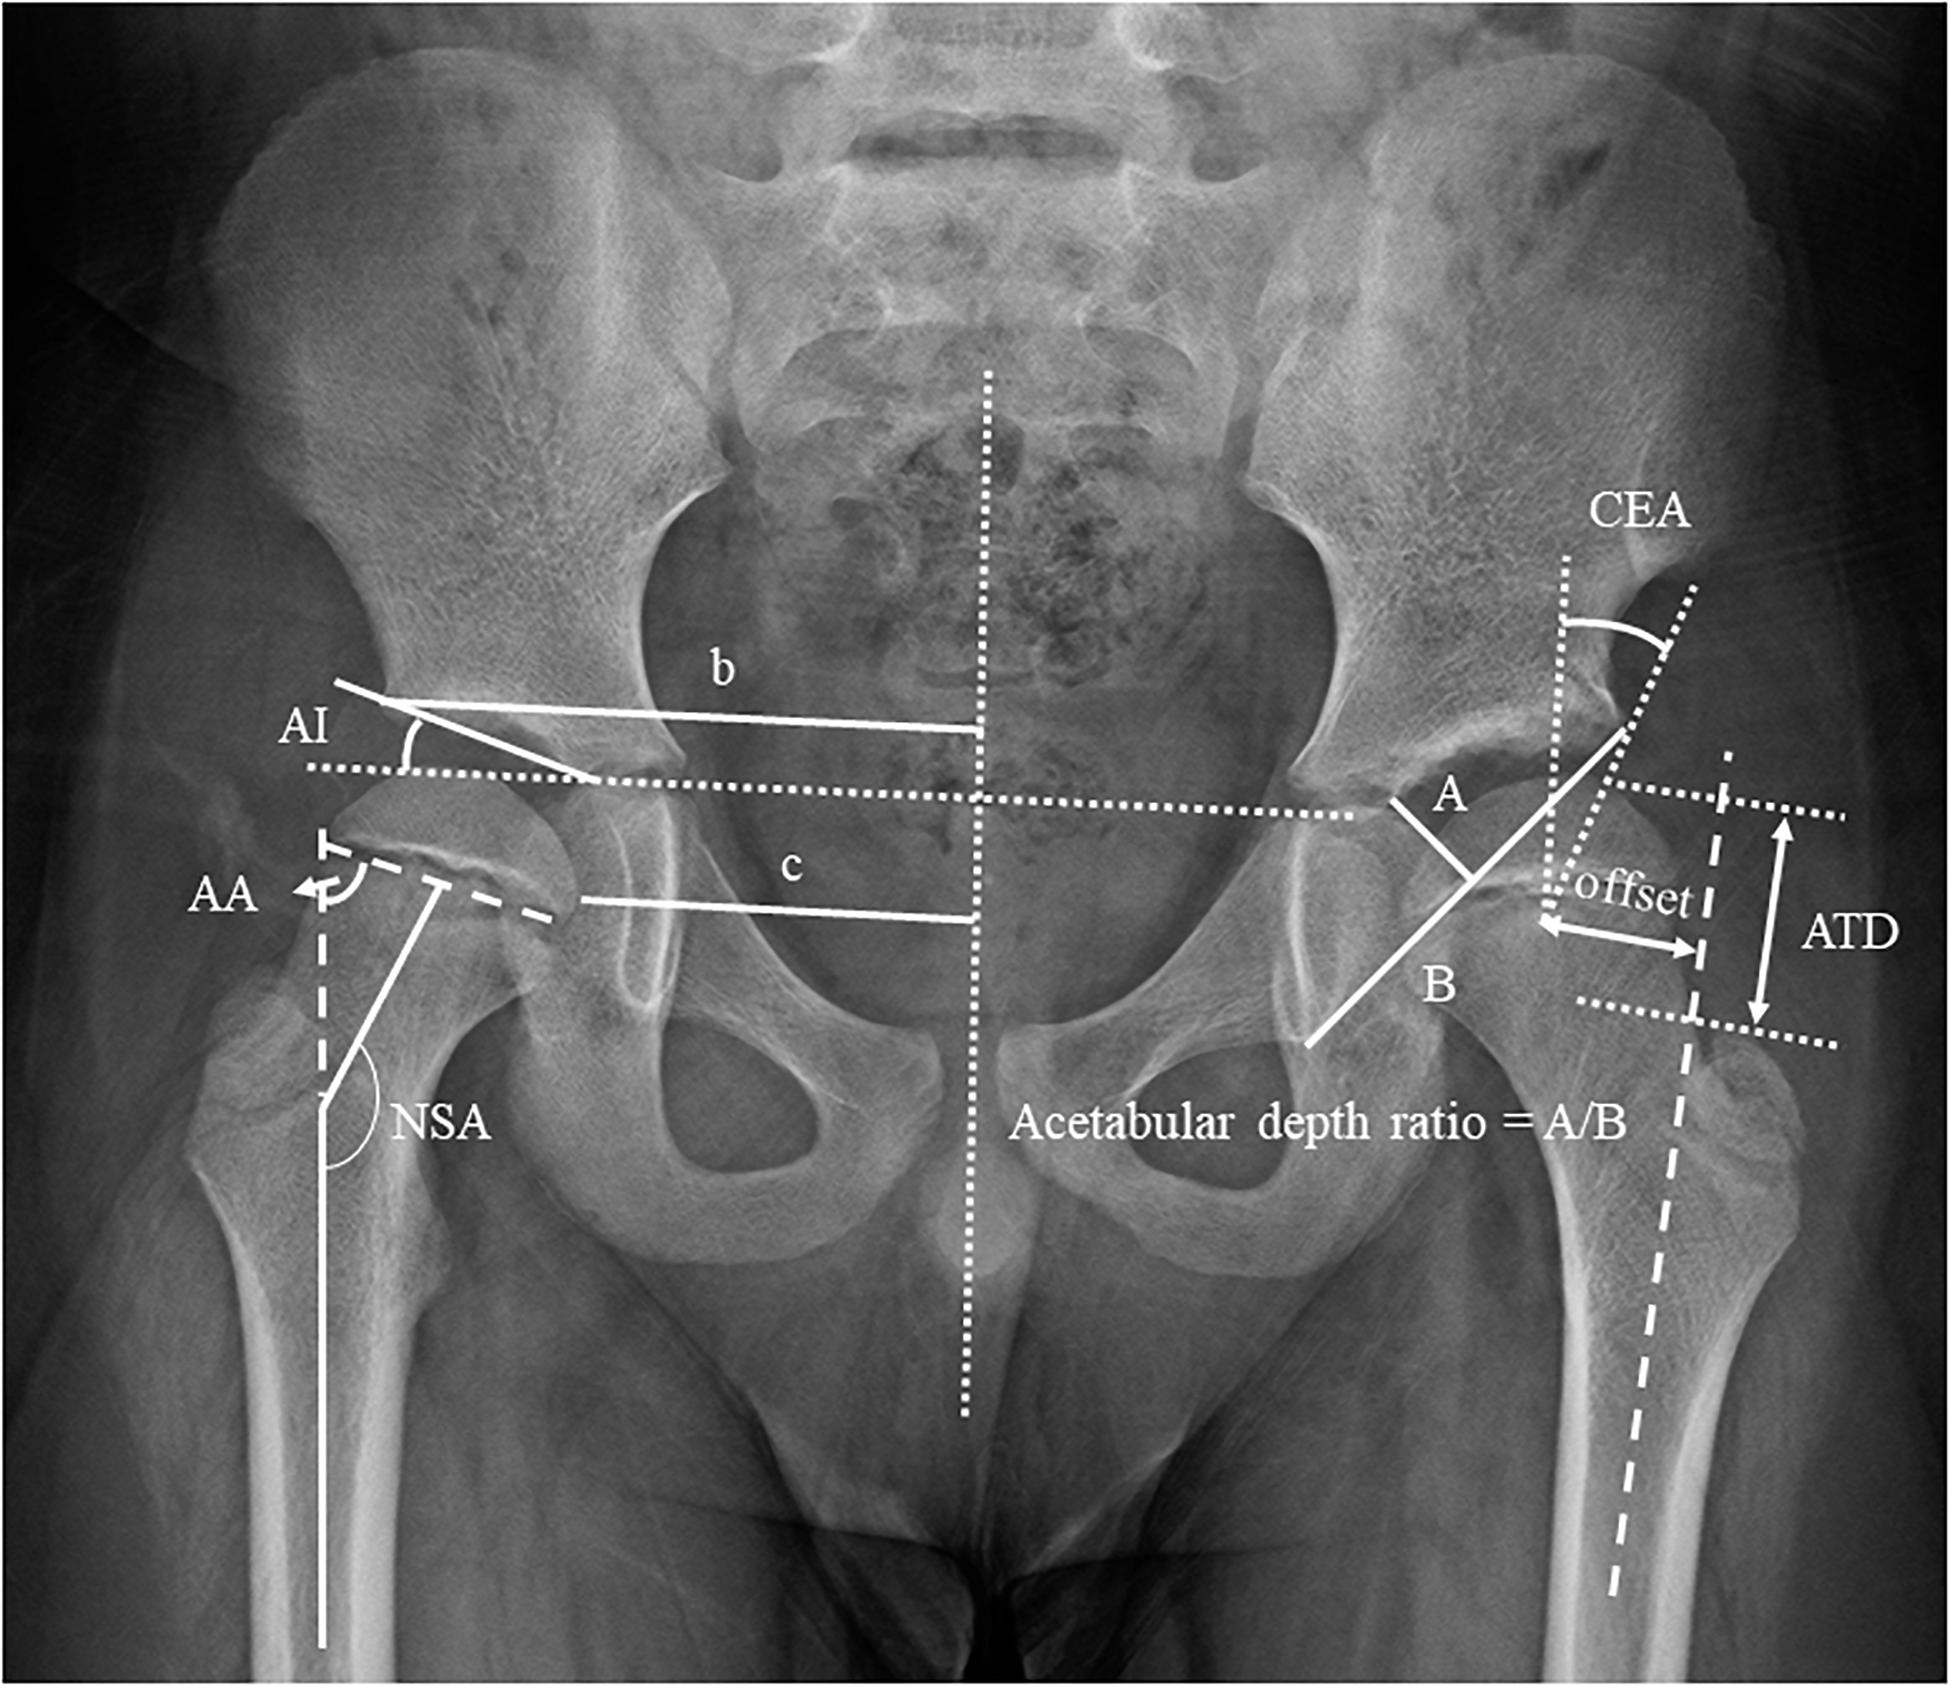 CEA
b
AI
A
c
AA
offset
ATD
B
NSA
Acetabular depth ratio = A/B